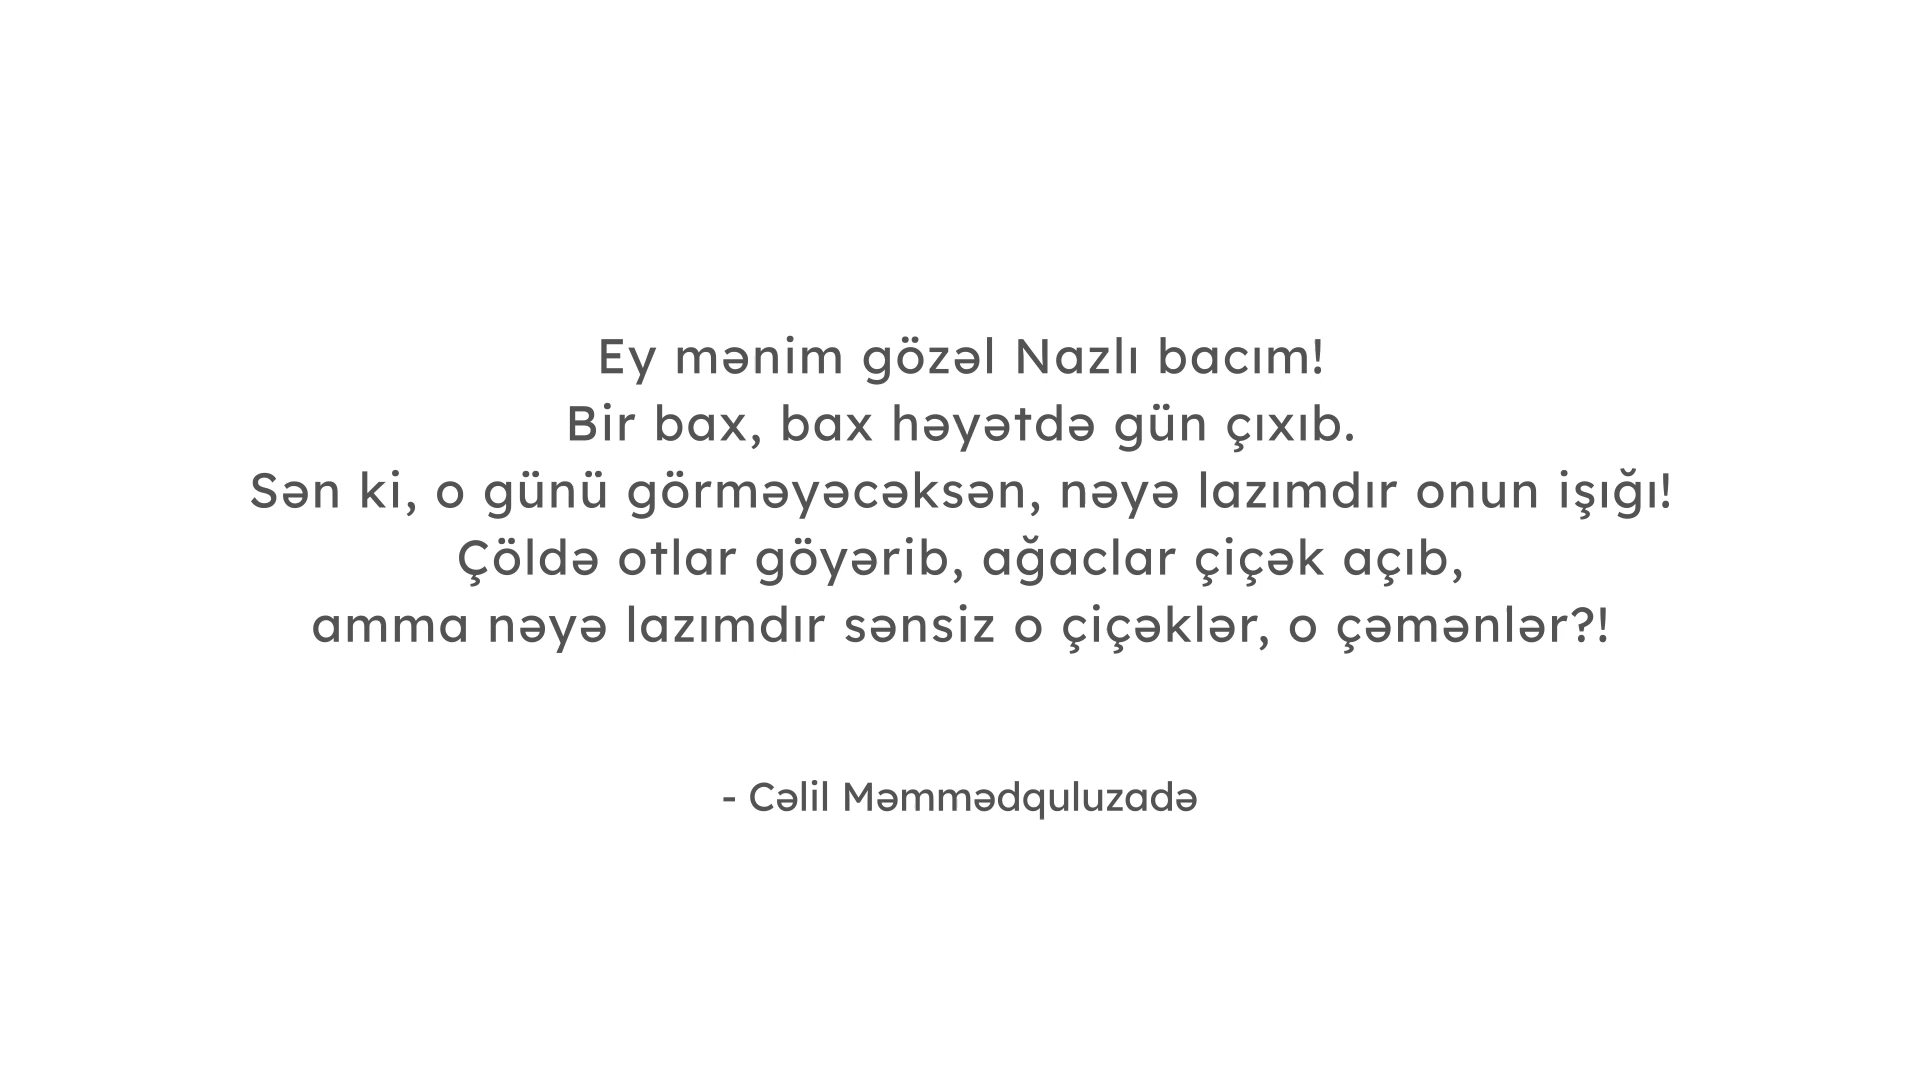 Ey mənim gözəl Nazlı bacım!
Bir bax, bax həyətdə gün çıxıb.
Sən ki, o günü görməyəcəksən, nəyə lazımdır onun işığı!
Çöldə otlar göyərib, ağaclar çiçək açıb,
amma nəyə lazımdır sənsiz o çiçəklər, o çəmənlər?!
- Cəlil Məmmədquluzadə